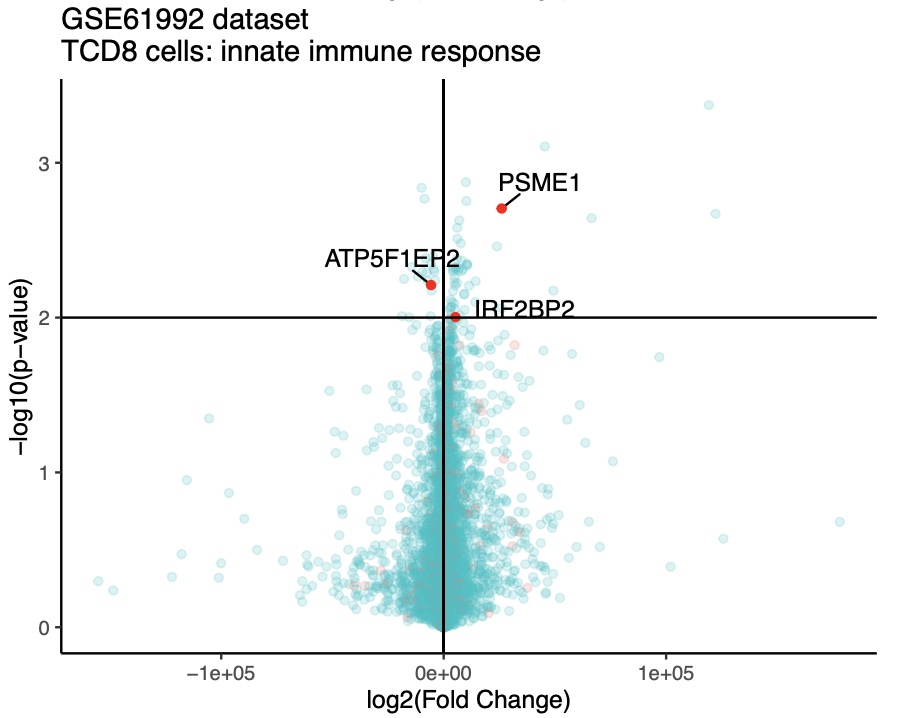 GSE61992 dataset
TCD8 cells: innate immune response
3
PSME1
ATP5F1EP2
IRF2BP2
2
1
0
−log10(p−value)
−1e+05 0e+00 1e+05
log2(Fold Change)